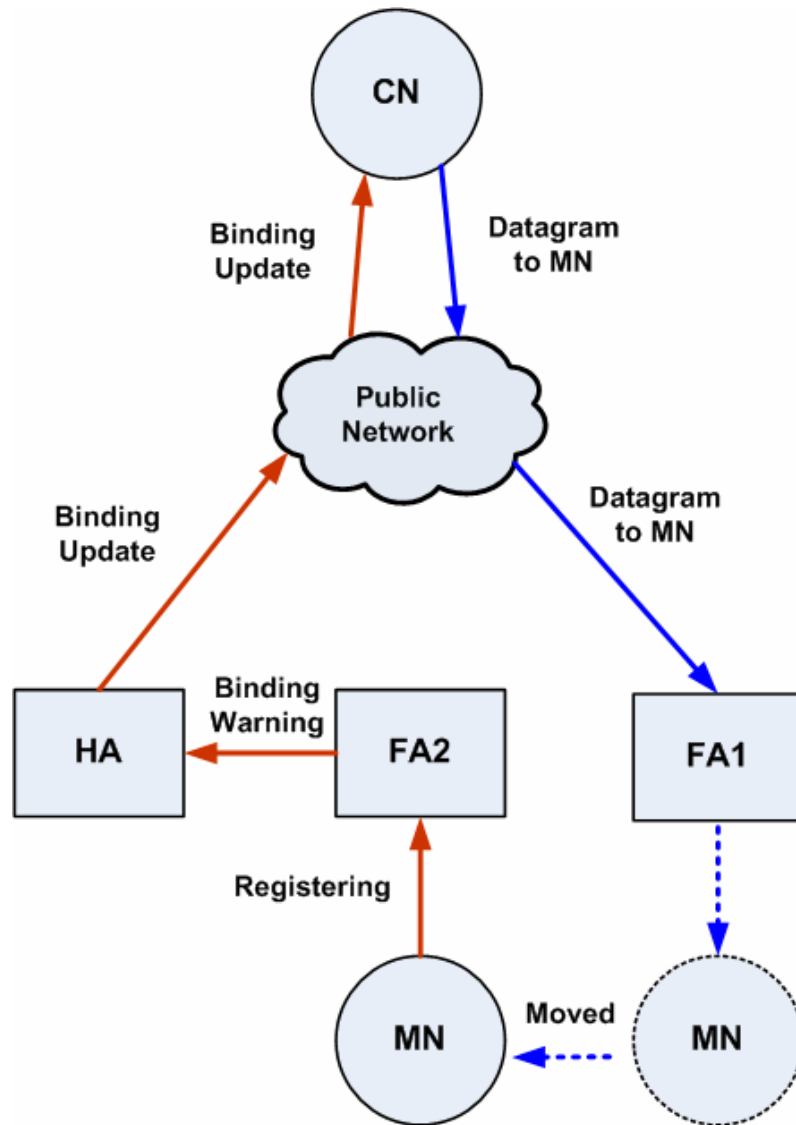 CN
Binding
Update
Datagram
to MN
Public
Network
Binding
Update
Datagram
to MN
HA
Binding
Warning
FA2
FA1
Registering
MN
Moved
MN